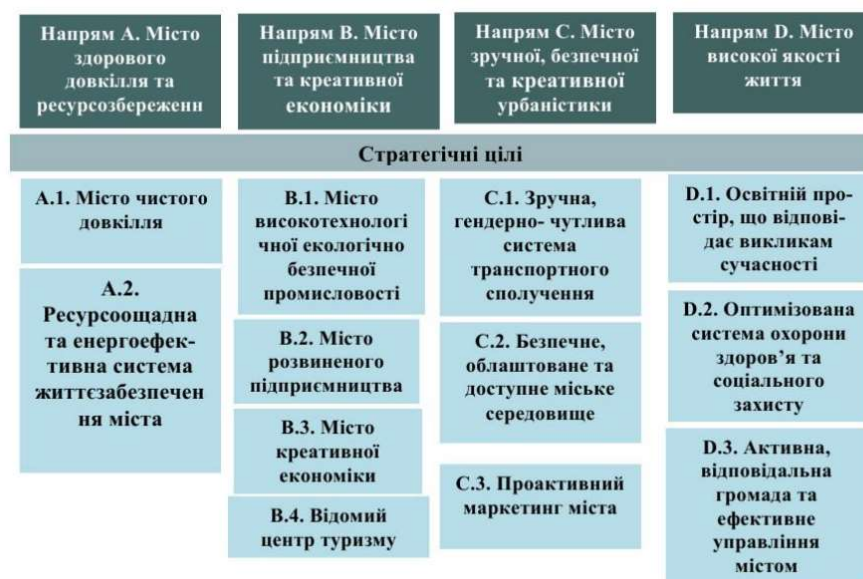 Напрям A. Місто
здорового
довкілля та
ресурсозбереженн
Напрям B. Місто
підприємництва
та креативної
економіки
Напрям C. Місто
зручної, безпечної
та креативної
урбаністики
Напрям D. Місто
високої якості
життя
Стратегічні цілі
A.1. Місто чистого
довкілля
A.2.
Ресурсоощадна
та енергоефек-
тивна система
життєзабезпечен
ня міста
B.1. Місто
високотехнологі
чної екологічно
безпечної
промисловості
B.2. Місто
розвиненого
підприємництва
B.3. Місто
креативної
економіки
B.4. Відомий
центр туризму
C.1. Зручна,
гендерно- чутлива
система
транспортного
сполучення
C.2. Безпечне,
облаштоване та
доступне міське
середовище
C.3. Проактивний
маркетинг міста
D.1. Освітній про-
стір, що відпові-
дає викликам
сучасності
D.2. Оптимізована
система охорони
здоров’я та
соціального
захисту
D.3. Активна,
відповідальна
громада та
ефективне
управління
містом